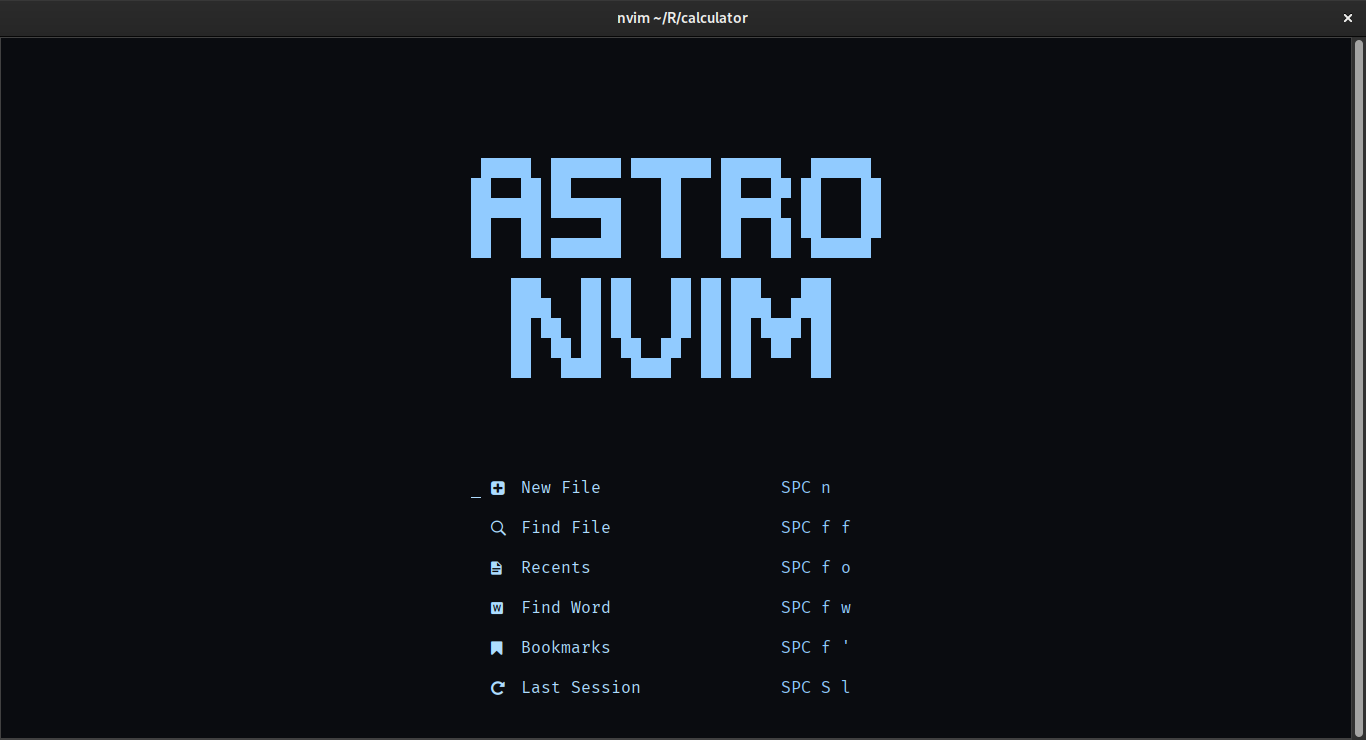 nvim ~/R/calculator
ASTRO
NVIM
New File SPC n
Find File SPC f f
Recents SPC f o
Find Word SPC f w
Bookmarks SPC f '
Last Session SPC S l